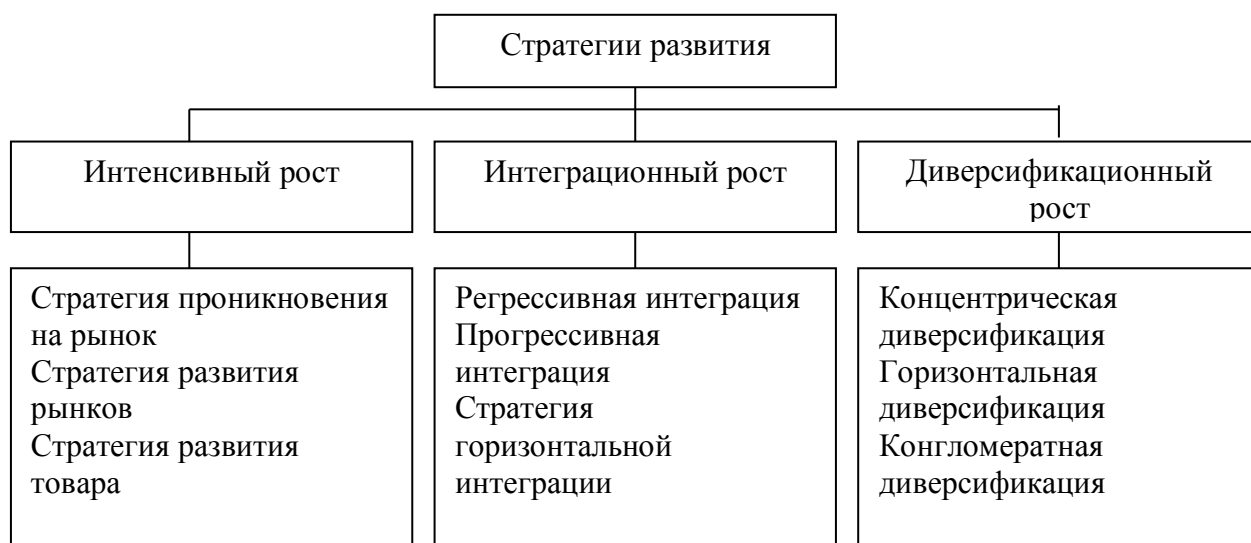 Стратегии развития
Интенсивный рост
Интеграционный рост
Диверсификационный
рост
Стратегия проникновения
на рынок
Стратегия развития
рынков
Стратегия развития
товара
Регрессивная интеграция
Прогрессивная
интеграция
Стратегия
горизонтальной
интеграции
Концентрическая
диверсификация
Горизонтальная
диверсификация
Конгломератная
диверсификация